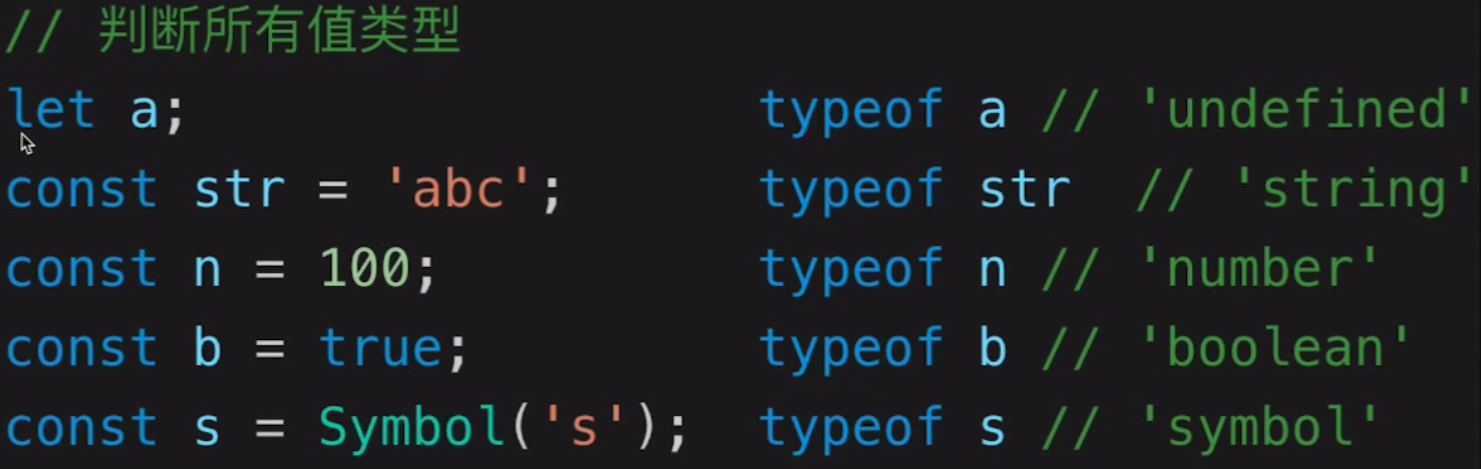 // 判断所有值类型
let a; typeof a // 'undefined'
const str = 'abc'; typeof str // 'string'
const n = 100; typeof n // 'number'
const b = true; typeof b // 'boolean'
const s = Symbol('s'); typeof s // 'symbol'